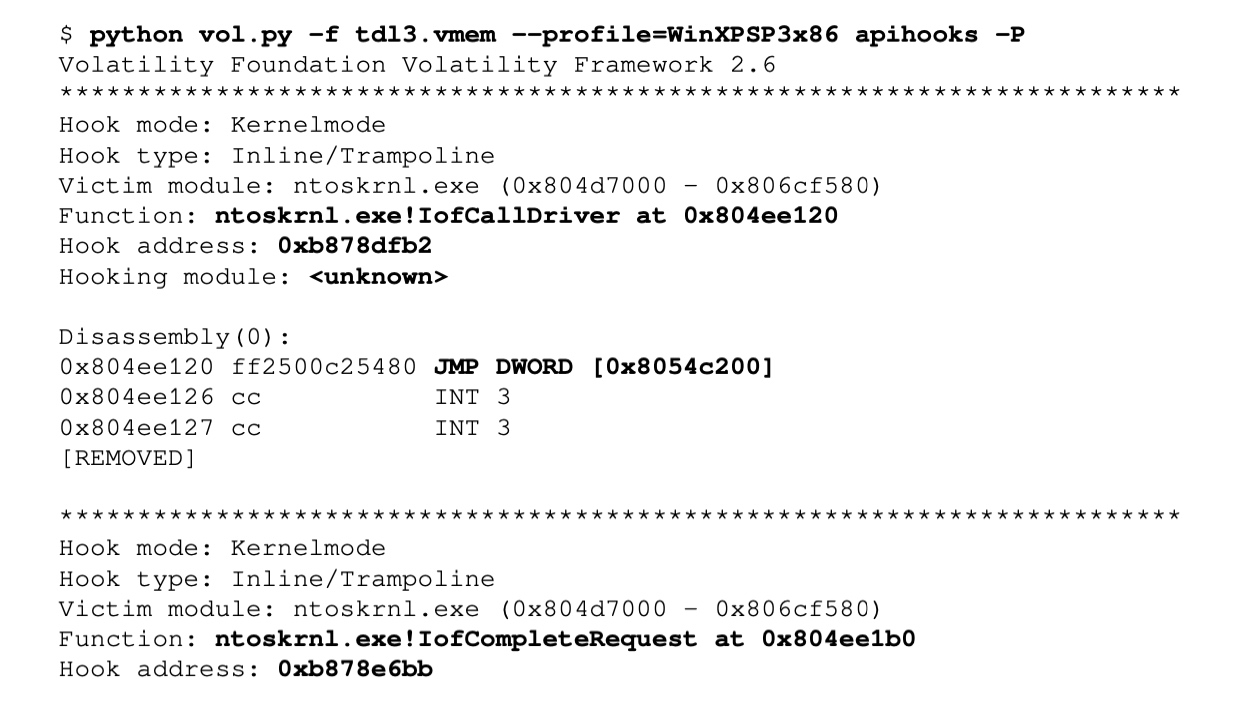 $ python vol.py –f tdl3.vmem ––profile=WinXPSP3x86 apihooks –P
Volatility Foundation Volatility Framework 2.6
************************************************************************
Hook mode: Kernelmode
Hook type: Inline/Trampoline
Victim module: ntoskrnl.exe (0x804d7000 – 0x806cf580)
Function: ntoskrnl.exe!IofCallDriver at 0x804ee120
Hook address: 0xb878dfb2
Hooking module: <unknown>
Disassembly(0):
0x804ee120 ff2500c25480 JMP DWORD [0x8054c200]
0x804ee126 cc INT 3
0x804ee127 cc INT 3
[REMOVED]
************************************************************************
Hook mode: Kernelmode
Hook type: Inline/Trampoline
Victim module: ntoskrnl.exe (0x804d7000 – 0x806cf580)
Function: ntoskrnl.exe!IofCompleteRequest at 0x804ee1b0
Hook address: 0xb878e6bb